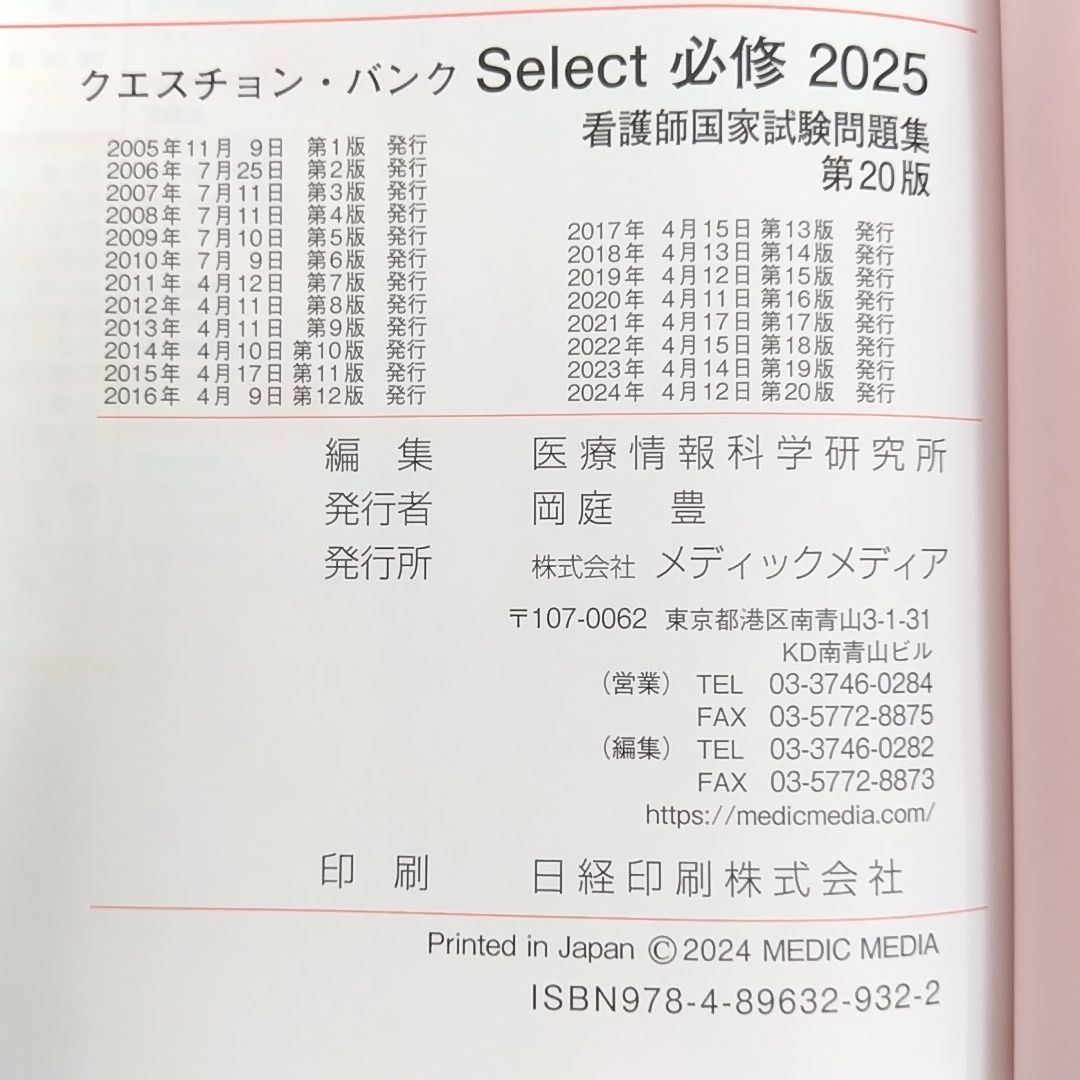 クエスチョン・バンク Select 必修 2025
看護師国家試験問題集
第20版
2005年11月 9日 第1版 発行
2006年 7月25日 第2版 発行
2007年 7月11日 第3版 発行
2008年 7月11日 第4版 発行
2009年 7月10日 第5版 発行
2010年 7月 9日 第6版 発行
2011年 4月12日 第7版 発行
2012年 4月11日 第8版 発行
2013年 4月11日 第9版 発行
2014年 4月10日 第10版 発行
2015年 4月17日 第11版 発行
2016年 4月 9日 第12版 発行
2017年 4月15日 第13版 発行
2018年 4月13日 第14版 発行
2019年 4月12日 第15版 発行
2020年 4月11日 第16版 発行
2021年 4月17日 第17版 発行
2022年 4月15日 第18版 発行
2023年 4月14日 第19版 発行
2024年 4月12日 第20版 発行
編 集 医療情報科学研究所
発行者 岡庭 豊
発行所 株式会社 メディックメディア
〒107-0062 東京都港区南青山3-1-31
KD南青山ビル
（営業） TEL 03-3746-0284
FAX 03-5772-8875
（編集） TEL 03-3746-0282
FAX 03-5772-8873
https://medicmedia.com/
印 刷 日経印刷株式会社
Printed in Japan ©2024 MEDIC MEDIA
ISBN978-4-89632-932-2